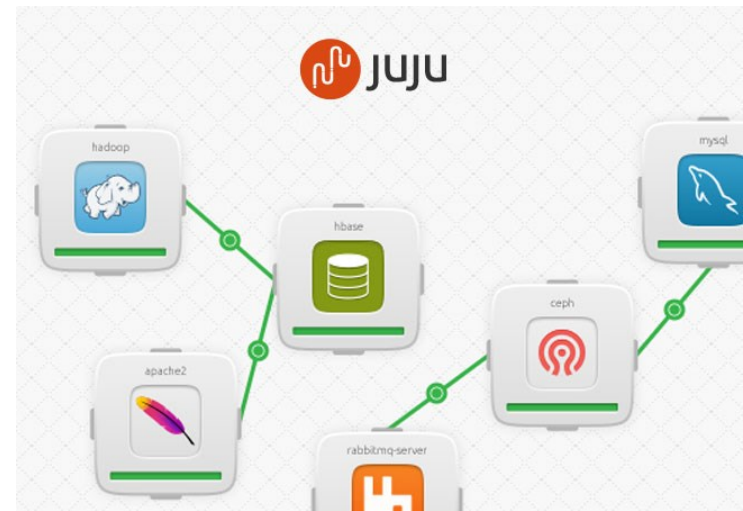 juju
hadoop
mysql
hbase
ceph
apache2
rabbitmq-server